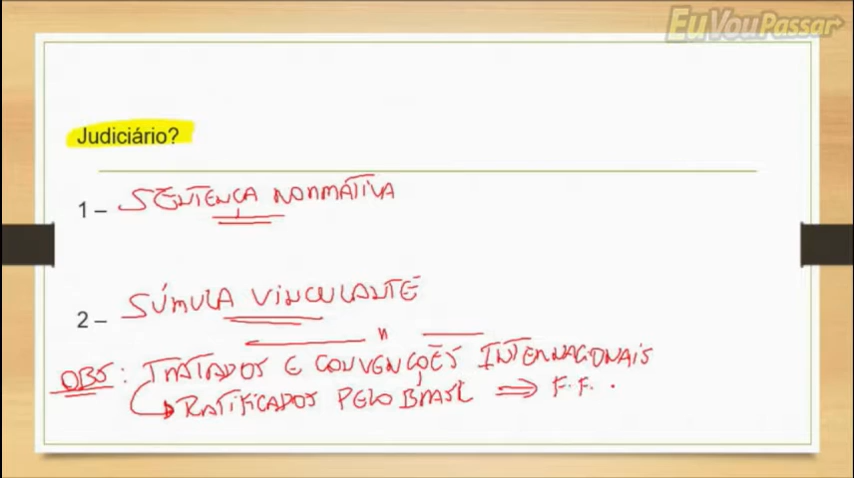 EuVouPassar
Judiciário?
1 – SENTENÇA NORMATIVA
2 – SÚMULA VINCULANTE
OBS: TRATADOS E CONVENÇÕES INTERNACIONAIS
RATIFICADOS PELO BRASIL ⇒ F.F.